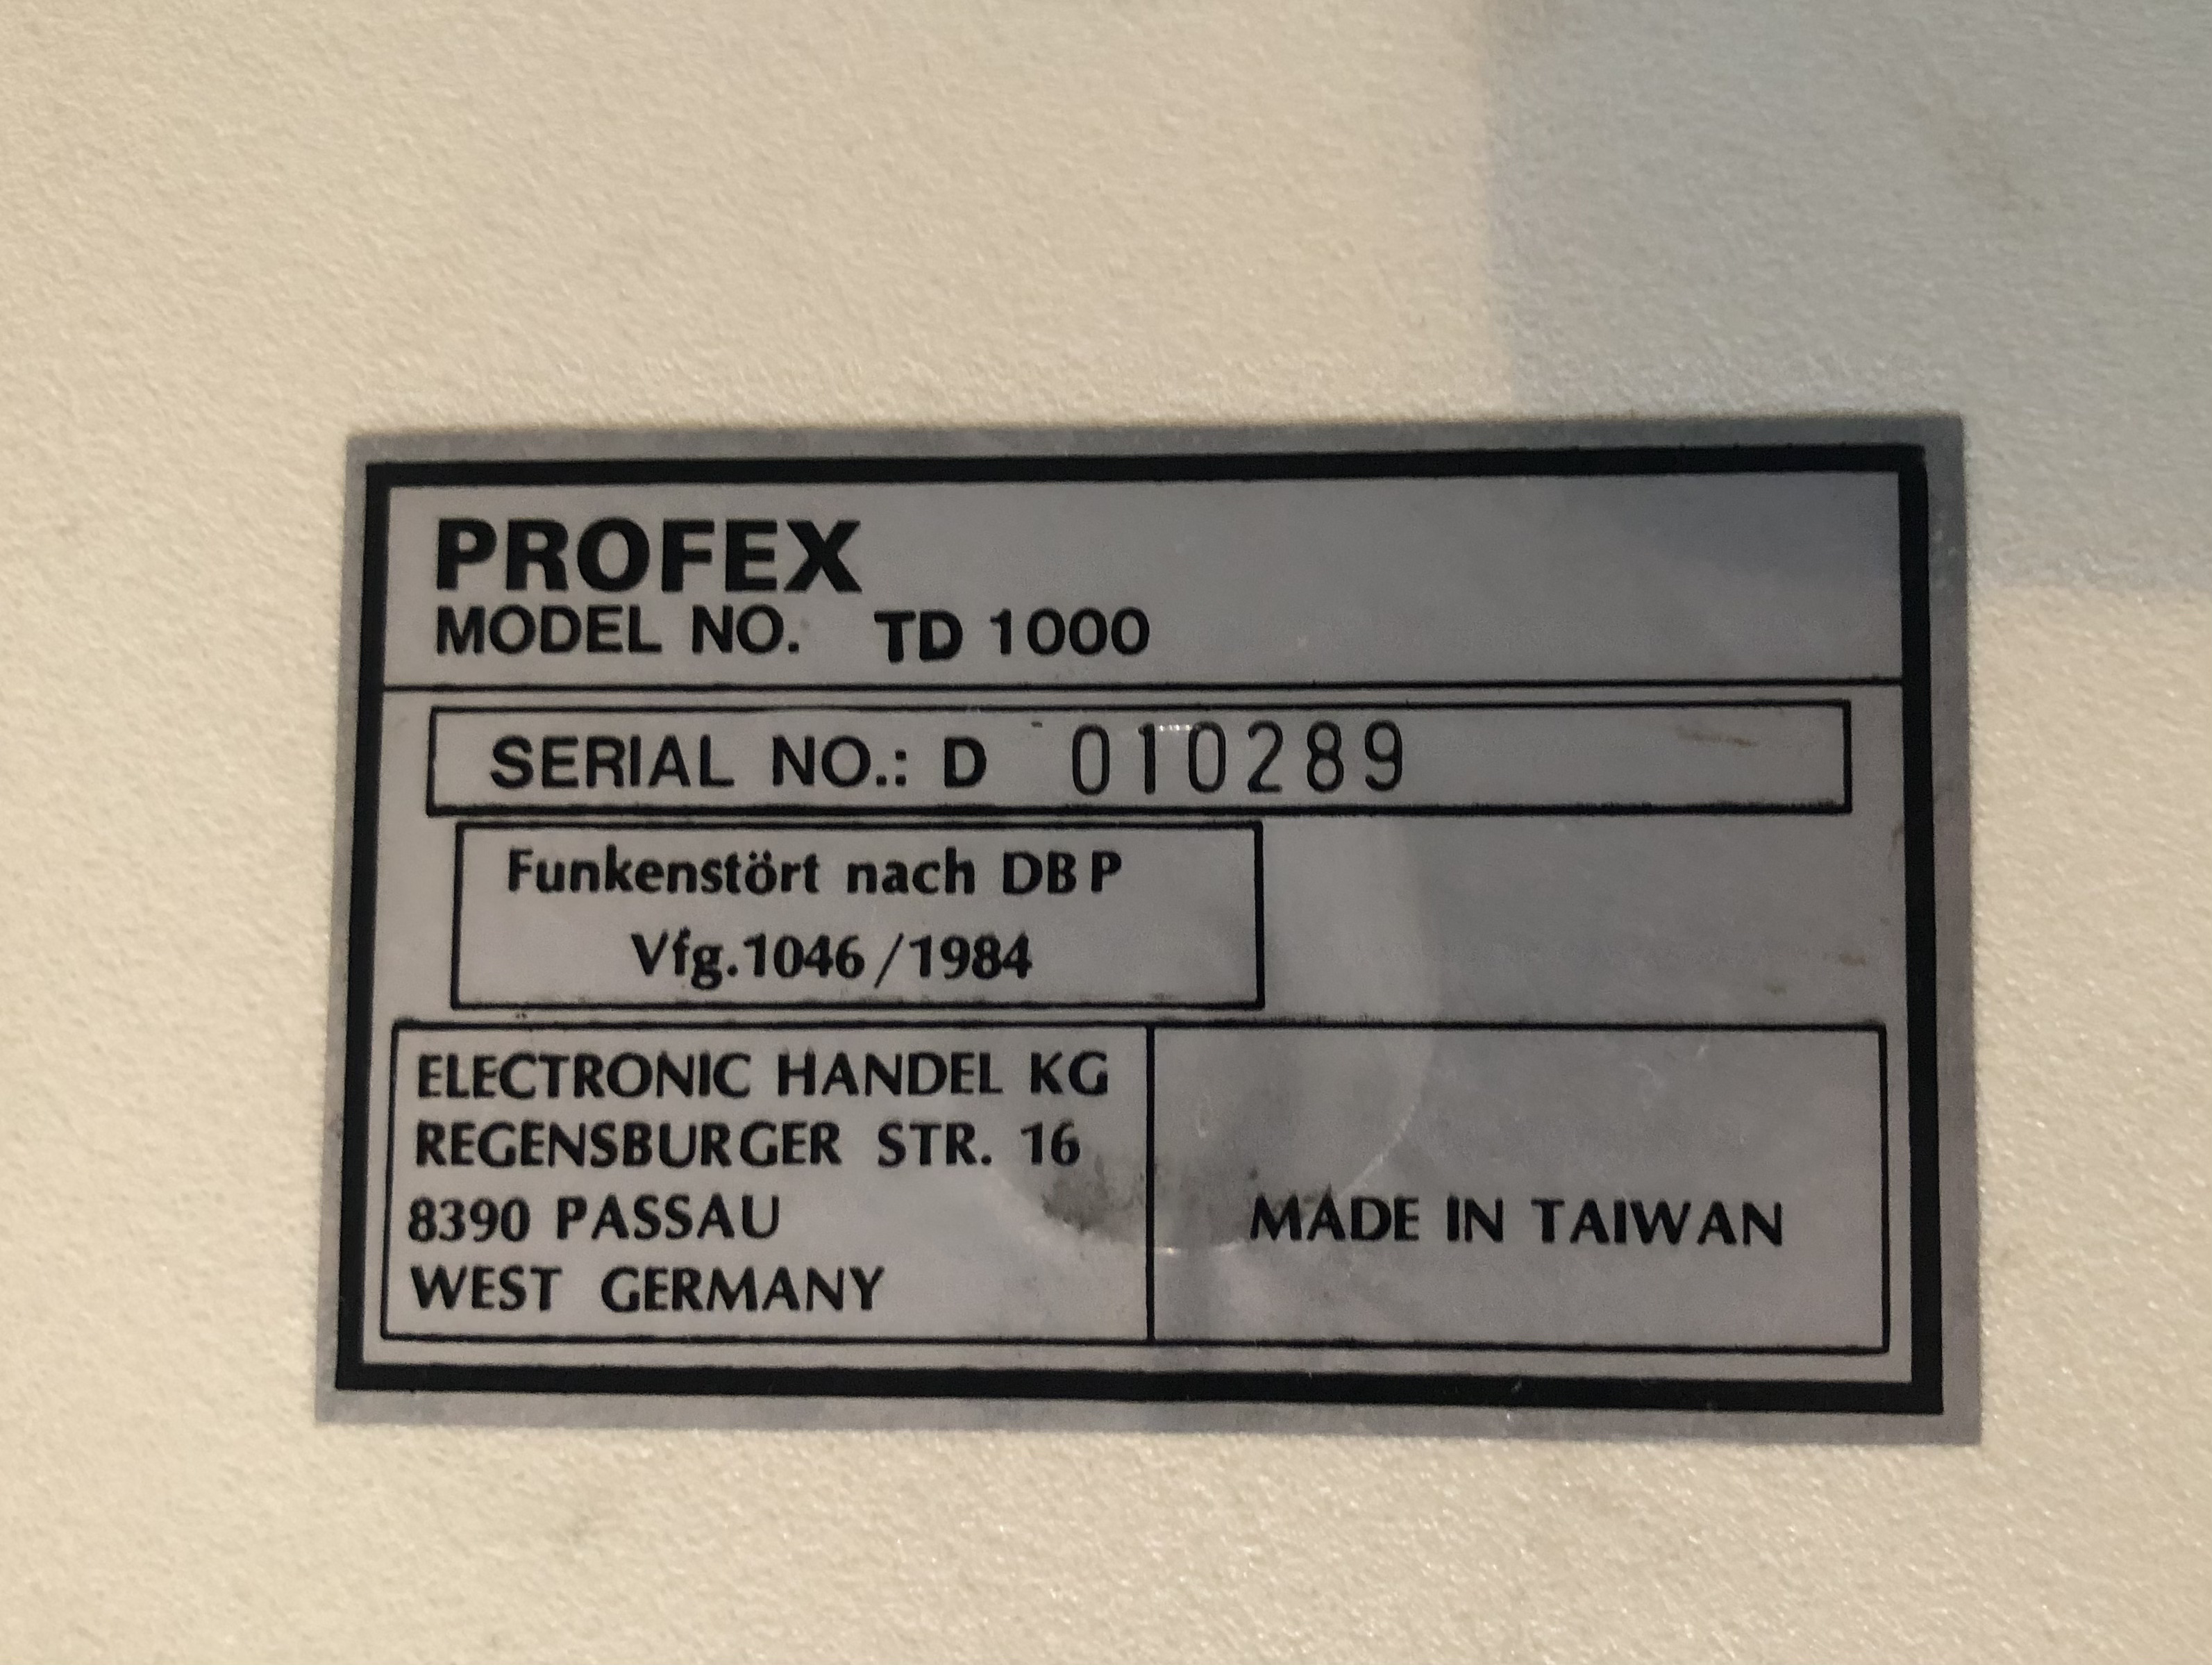 PROFEX
MODEL NO. TD 1000
SERIAL NO.: D 010289
Funkenstört nach DBP
Vfg.1046/1984
ELECTRONIC HANDEL KG
REGENSBURGER STR. 16
8390 PASSAU
WEST GERMANY
MADE IN TAIWAN